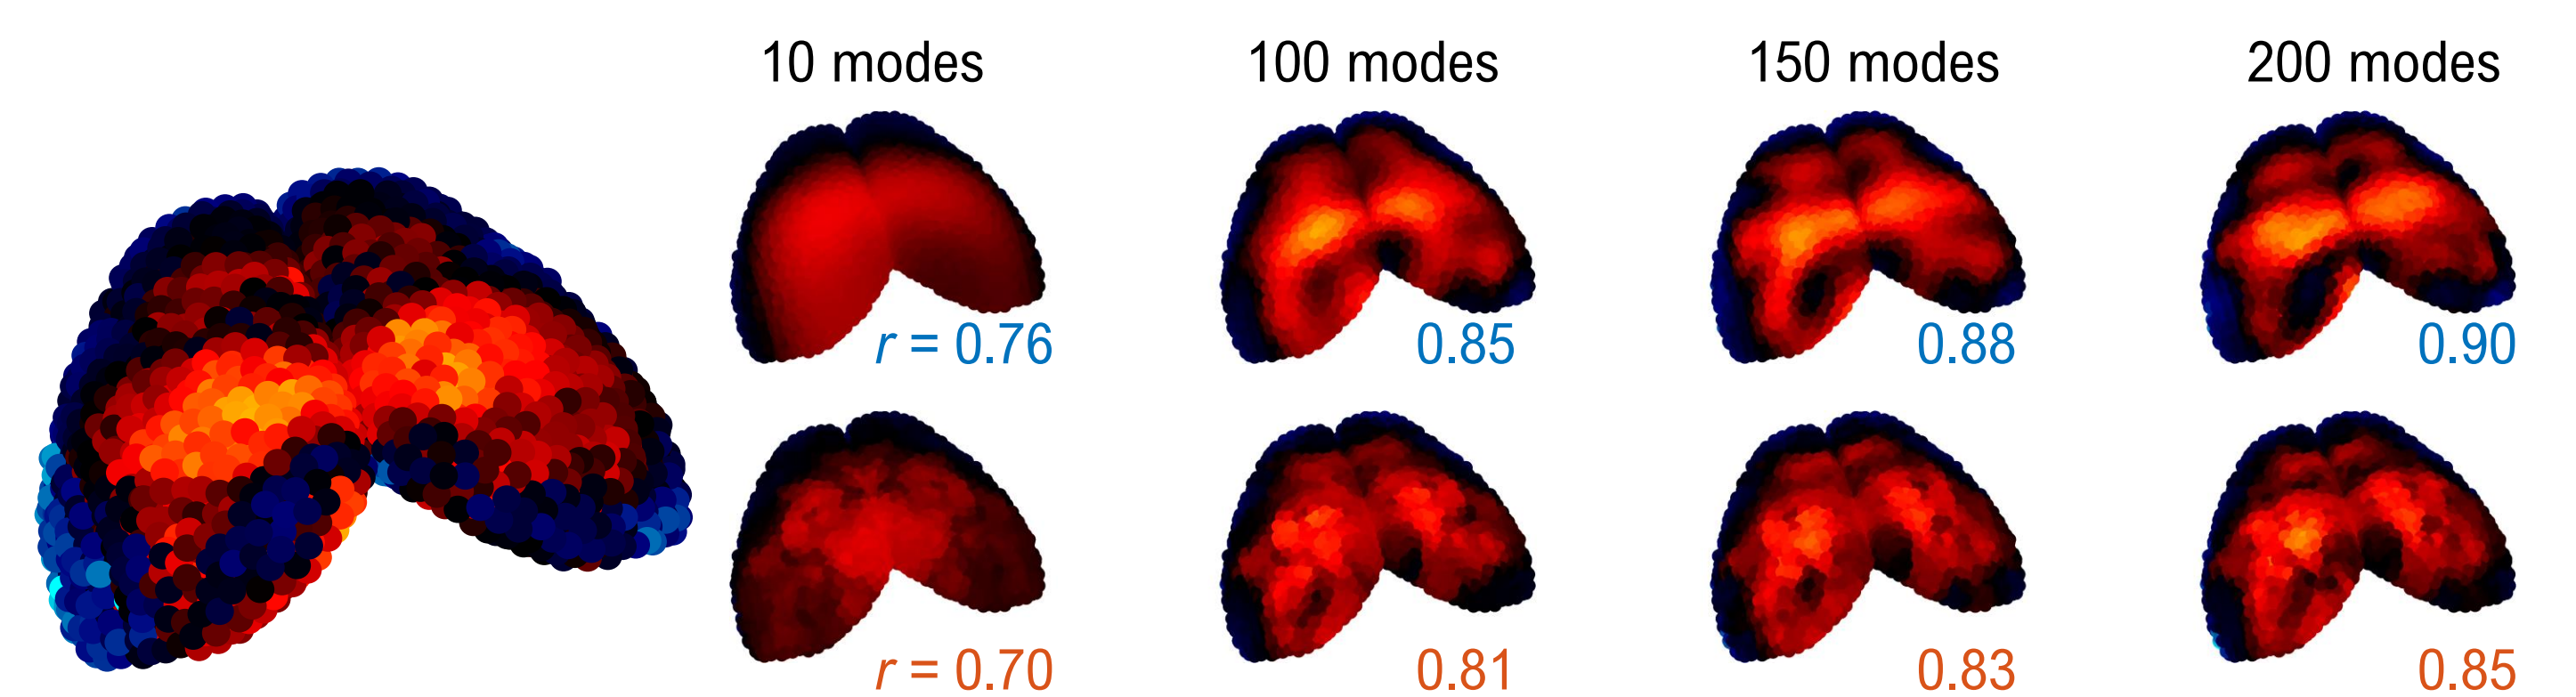 10 modes 100 modes 150 modes 200 modes
r = 0.76 0.85 0.88 0.90
r = 0.70 0.81 0.83 0.85